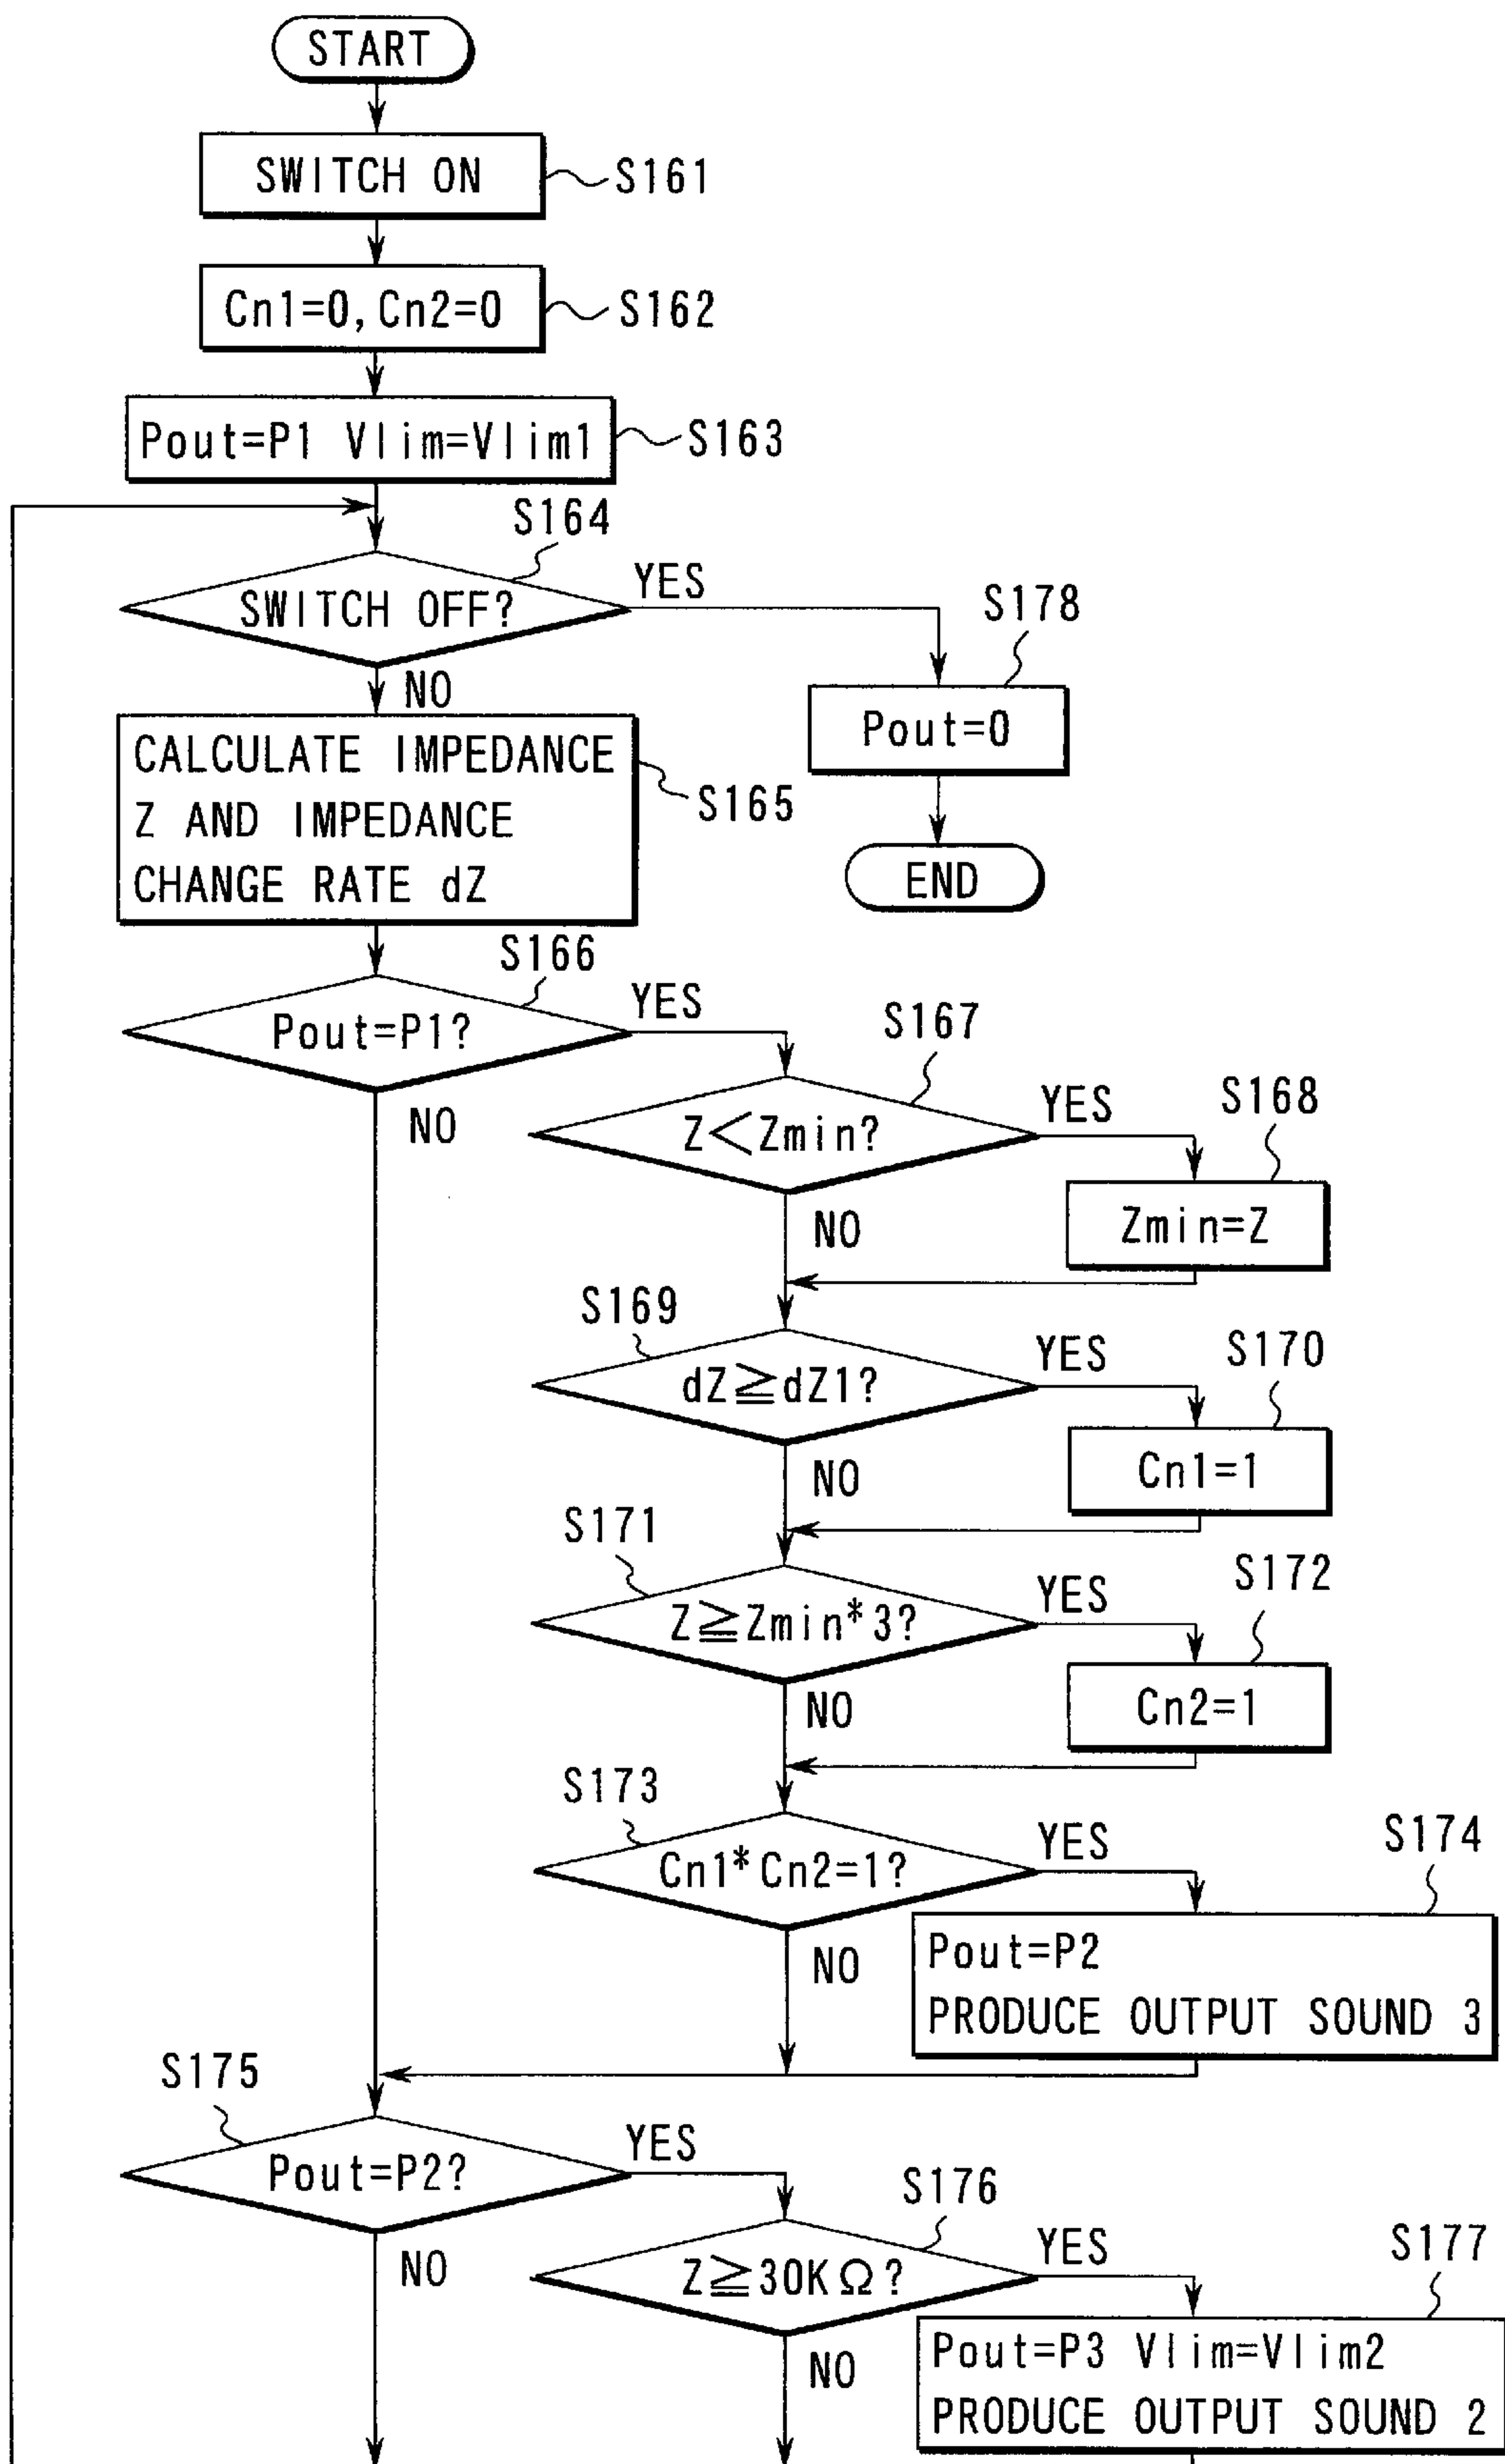 START
SWITCH ON
S161
Cn1=0, Cn2=0
S162
Pout=P1 Vlim=Vlim1
S163
S164
SWITCH OFF?
YES
S178
NO
Pout=0
CALCULATE IMPEDANCE
Z AND IMPEDANCE
CHANGE RATE dZ
S165
END
S166
Pout=P1?
YES
S167
NO
Z<Zmin?
YES
S168
NO
Zmin=Z
S169
dZ≧dZ1?
YES
S170
NO
Cn1=1
S171
Z≧Zmin*3?
YES
S172
NO
Cn2=1
S173
Cn1*Cn2=1?
YES
S174
NO
Pout=P2
PRODUCE OUTPUT SOUND 3
S175
Pout=P2?
YES
S176
NO
Z≧30KΩ?
YES
S177
NO
Pout=P3 Vlim=Vlim2
PRODUCE OUTPUT SOUND 2